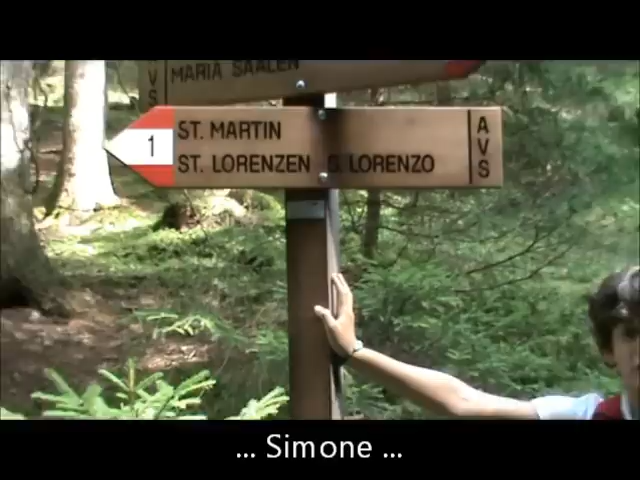 AVS MARIA SAALEN
1 ST. MARTIN
ST. LORENZEN S. LORENZO
AVS
... Simone ...